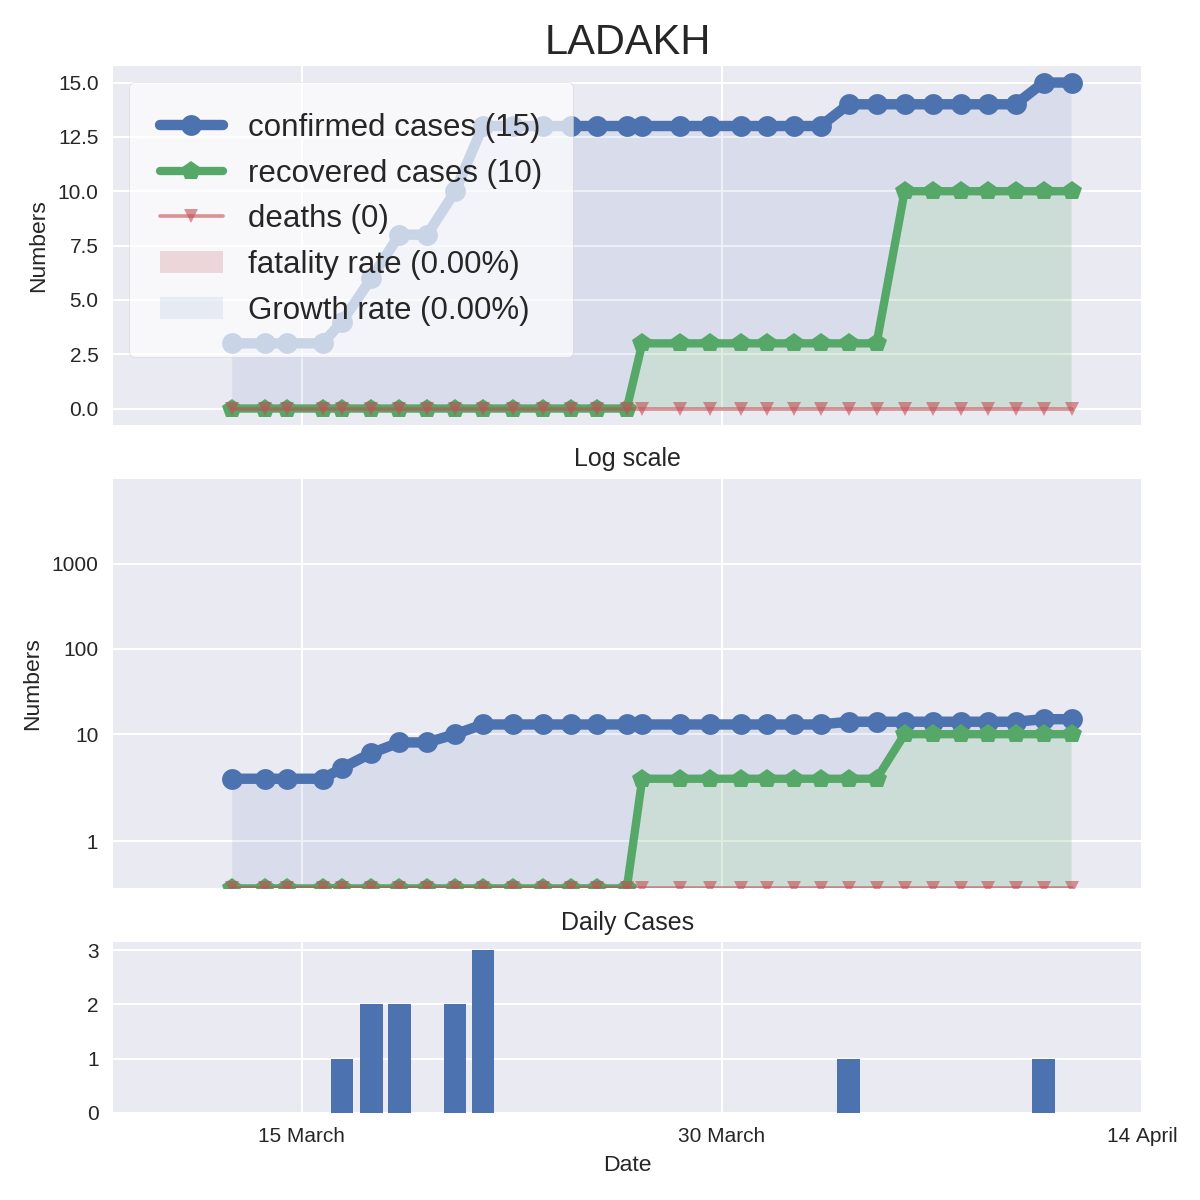 LADAKH
15.0
12.5
10.0
7.5
5.0
2.5
0.0
Numbers
confirmed cases (15)
recovered cases (10)
deaths (0)
fatality rate (0.00%)
Growth rate (0.00%)
Log scale
1000
100
10
1
Numbers
Daily Cases
3
2
1
0
15 March
30 March
14 April
Date